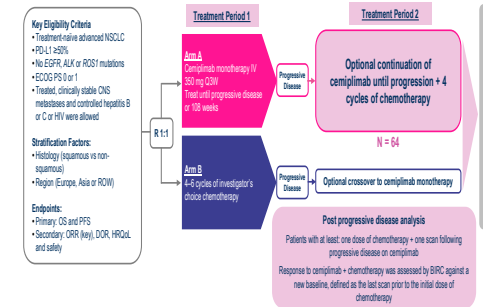 Key Eligibility Criteria
• Treatment-naive advanced NSCLC
• PD-L1 ≥50%
• No EGFR, ALK or ROS1 mutations
• ECOG PS 0 or 1
• Treated, clinically stable CNS
metastases and controlled hepatitis B
or C or HIV were allowed
Stratification Factors:
• Histology (squamous vs non-
squamous)
• Region (Europe, Asia or ROW)
Endpoints:
• Primary: OS and PFS
• Secondary: ORR (key), DOR, HRQoL
and safety
R 1:1
Treatment Period 1
Arm A
Cemiplimab monotherapy IV
350 mg Q3W
Treat until progressive disease
or 108 weeks
Arm B
4–6 cycles of investigator's
choice chemotherapy
Progressive
Disease
Progressive
Disease
Treatment Period 2
Optional continuation of
cemiplimab until progression + 4
cycles of chemotherapy
N = 64
Optional crossover to cemiplimab monotherapy
Post progressive disease analysis
Patients with at least: one dose of chemotherapy + one scan following
progressive disease on cemiplimab
Response to cemiplimab + chemotherapy was assessed by BIRC against a
new baseline, defined as the last scan prior to the initial dose of
chemotherapy